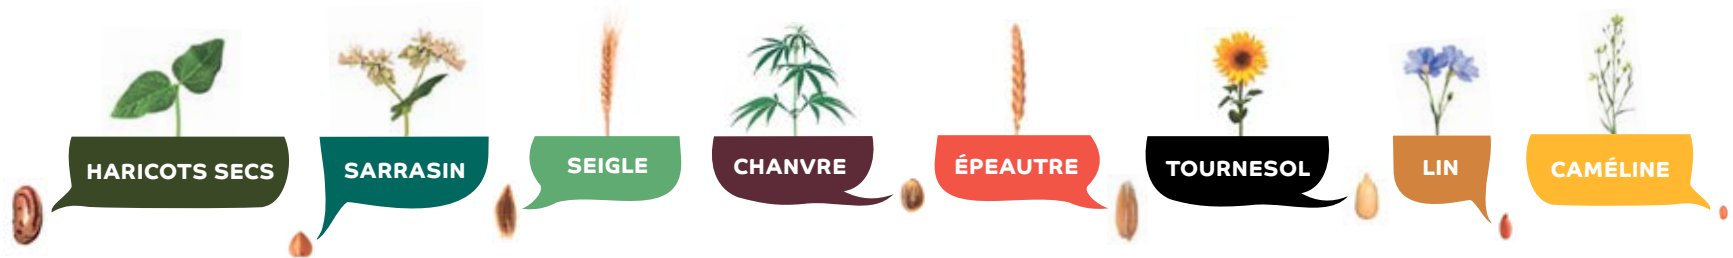 HARICOTS SECS
SARRASIN
SEIGLE
CHANVRE
ÉPEAUTRE
TOURNESOL
LIN
CAMÉLINE